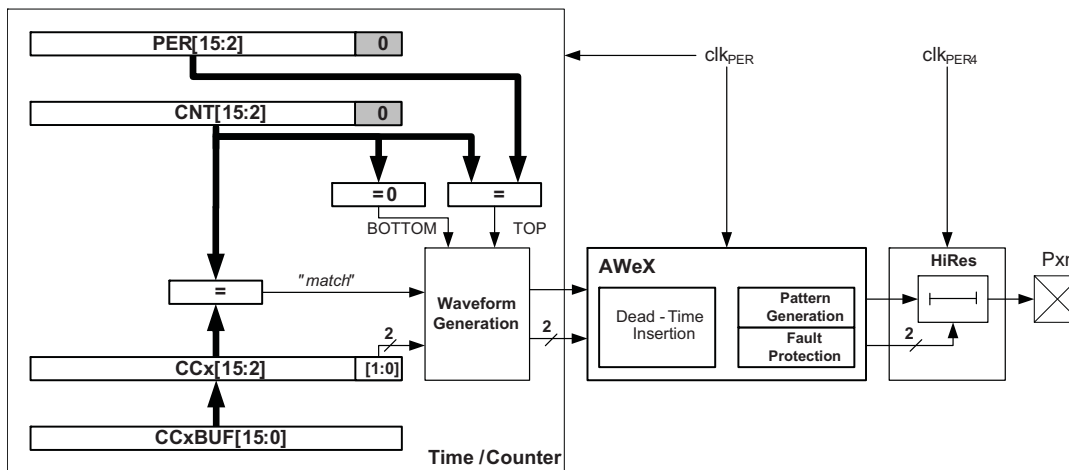 PER[15:2] 0
clkPER
clkPER4
CNT[15:2] 0
= 0
=
BOTTOM
TOP
AWeX
HiRes
"match"
=
Waveform
Generation
Dead - Time
Insertion
Pattern
Generation
Fault
Protection
2
2
2
CCx[15:2] [1:0]
CCxBUF[15:0]
Time / Counter